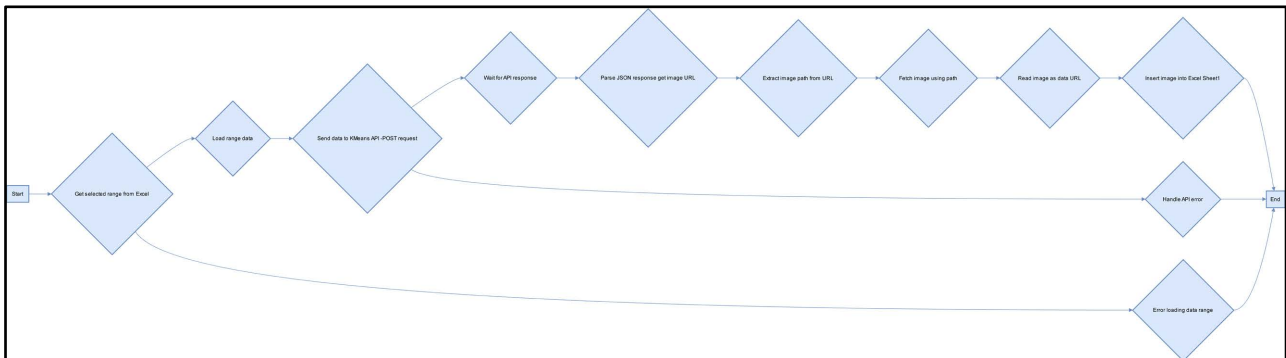 Start
Get selected range from Excel
Load range data
Send data to KMeans API -POST request
Wait for API response
Parse JSON response get image URL
Extract image path from URL
Fetch image using path
Read image as data URL
Insert image into Excel Sheet1
Handle API error
Error loading data range
End